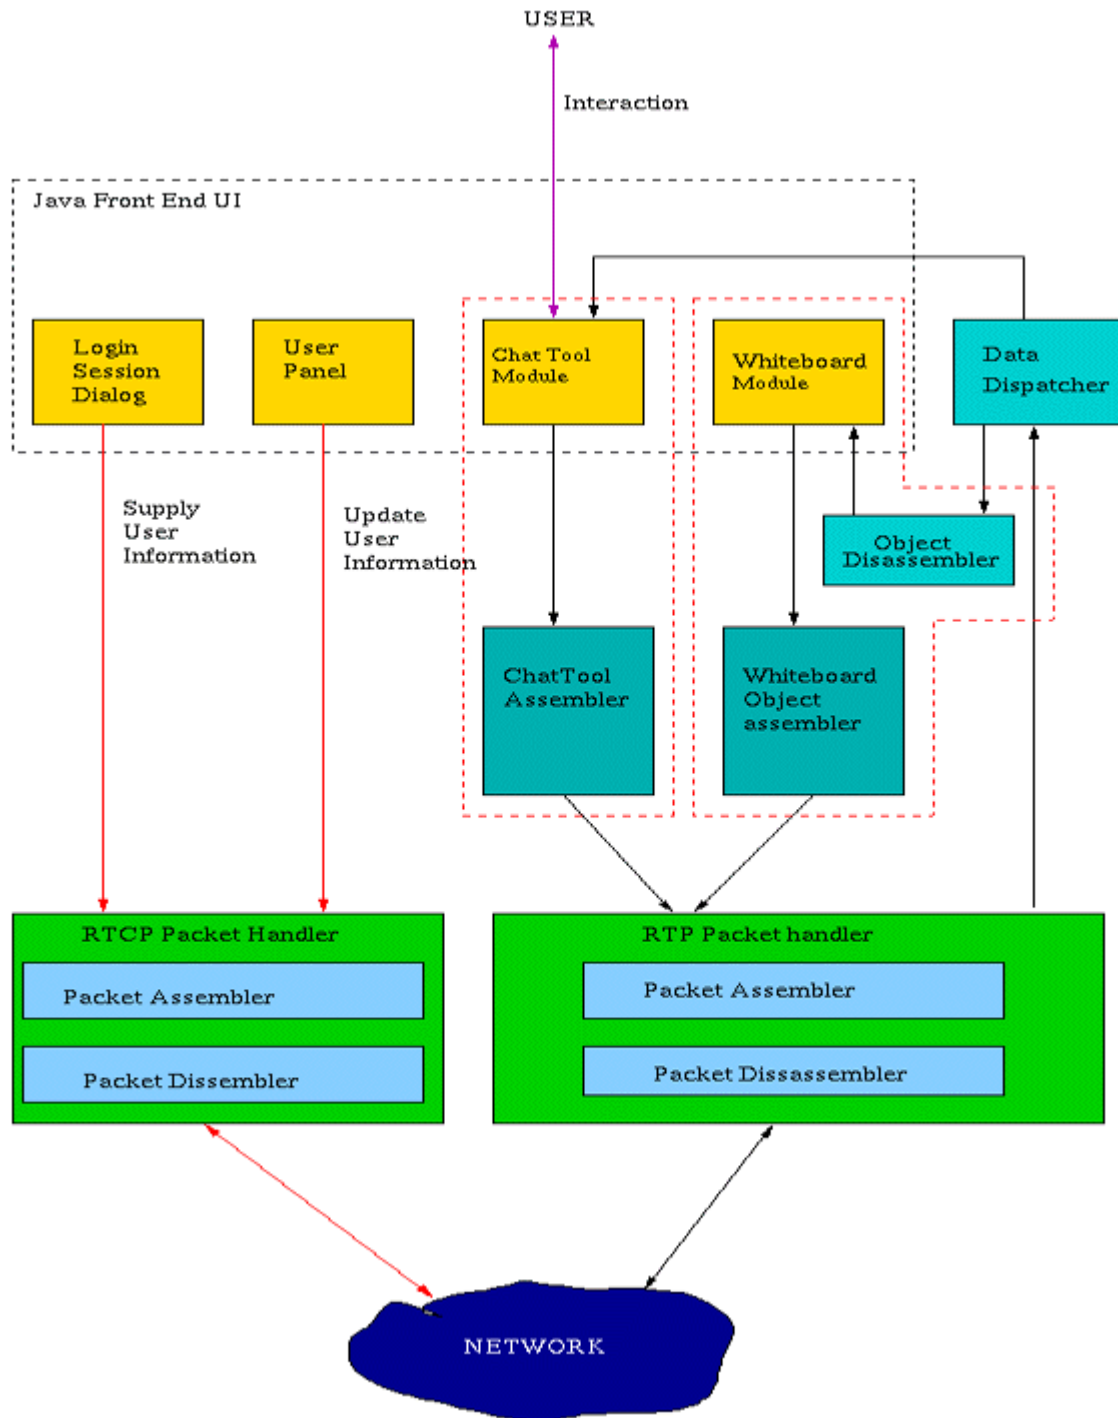 USER
Interaction
Java Front End UI
Login
Session
Dialog
User
Panel
Chat Tool
Module
Whiteboard
Module
Data
Dispatcher
Supply
User
Information
Update
User
Information
Object
Disassembler
ChatTool
Assembler
Whiteboard
Object
assembler
RTCP Packet Handler
Packet Assembler
Packet Dissembler
RTP Packet handler
Packet Assembler
Packet Dissassembler
NETWORK